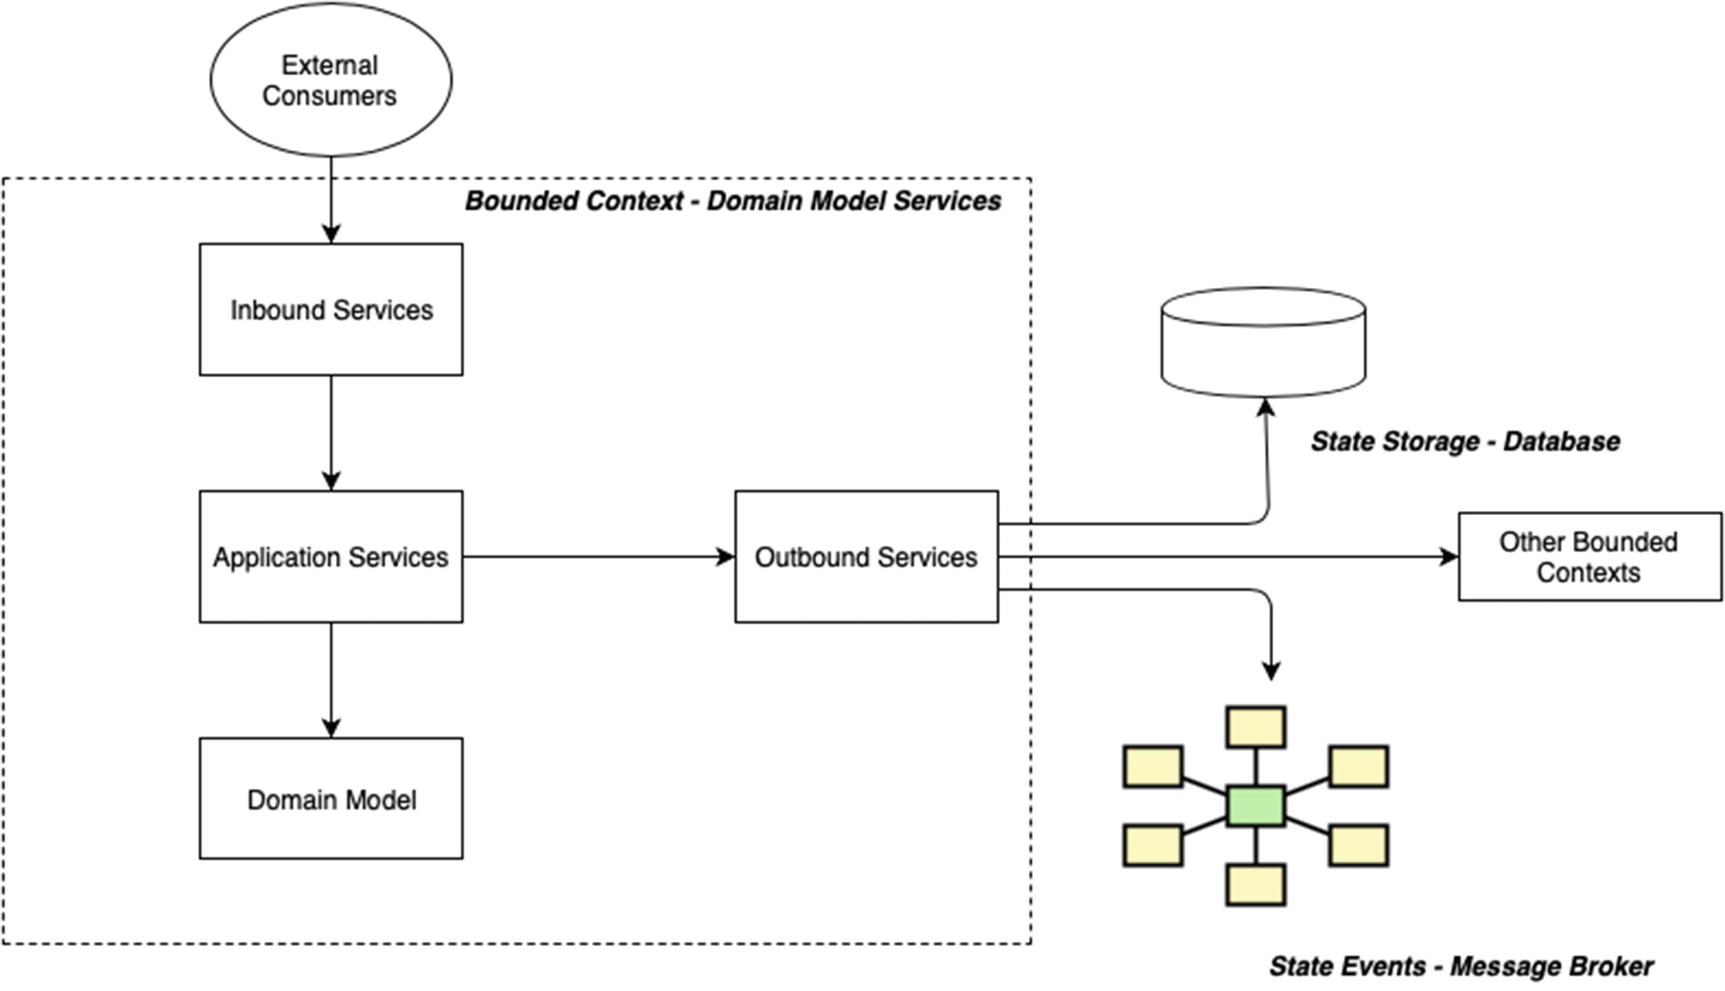 External
Consumers
Bounded Context - Domain Model Services
Inbound Services
State Storage - Database
Application Services
Outbound Services
Other Bounded
Contexts
Domain Model
State Events - Message Broker